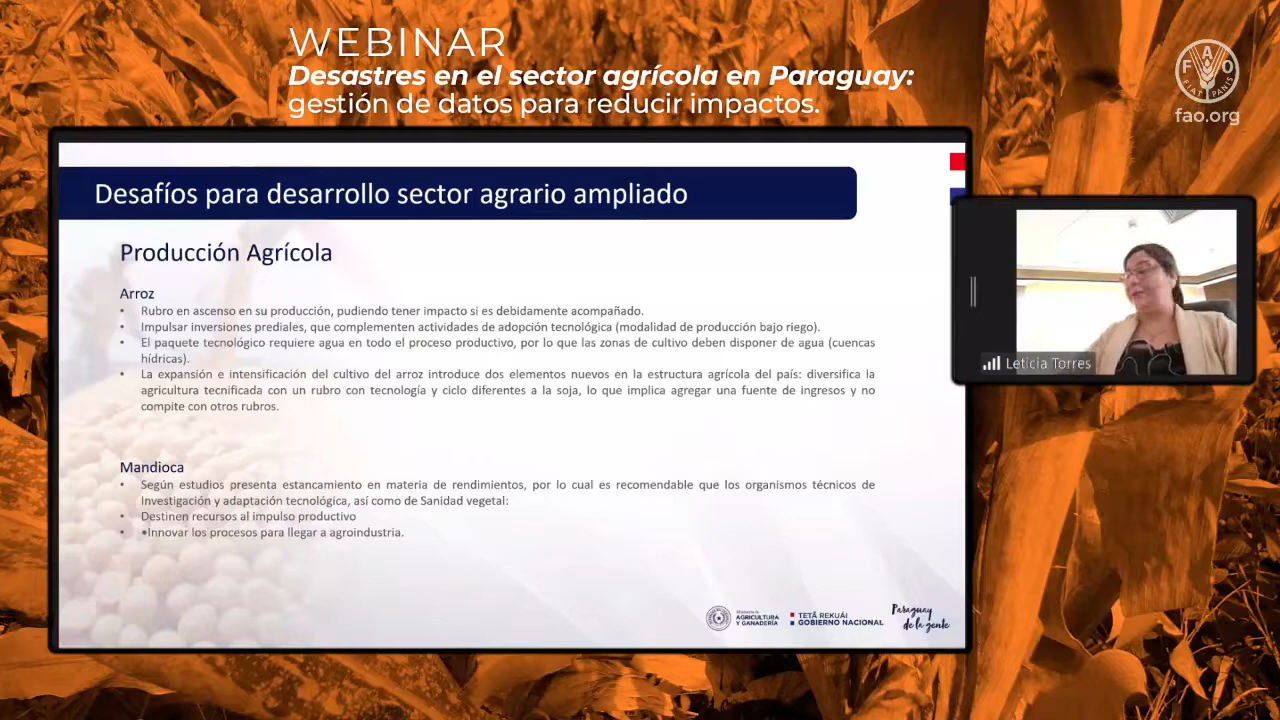 WEBINAR
Desastres en el sector agrícola en Paraguay:
gestión de datos para reducir impactos.
F A O
FIAT PANIS
fao.org
Desafíos para desarrollo sector agrario ampliado
Producción Agrícola
Arroz
• Rubro en ascenso en su producción, pudiendo tener impacto si es debidamente acompañado.
• Impulsar inversiones prediales, que complementen actividades de adopción tecnológica (modalidad de producción bajo riego).
• El paquete tecnológico requiere agua en todo el proceso productivo, por lo que las zonas de cultivo deben disponer de agua (cuencas
hídricas).
• La expansión e intensificación del cultivo del arroz introduce dos elementos nuevos en la estructura agrícola del país: diversifica la
agricultura tecnificada con un rubro con tecnología y ciclo diferentes a la soja, lo que implica agregar una fuente de ingresos y no
compite con otros rubros.
Mandioca
• Según estudios presenta estancamiento en materia de rendimientos, por lo cual es recomendable que los organismos técnicos de
Investigación y adaptación tecnológica, así como de Sanidad vegetal:
• Destinen recursos al impulso productivo
• •Innovar los procesos para llegar a agroindustria.
Leticia Torres
Ministerio de
AGRICULTURA
Y GANADERÍA
TETÃ REKUÁI
GOBIERNO NACIONAL
Paraguay
de la gente